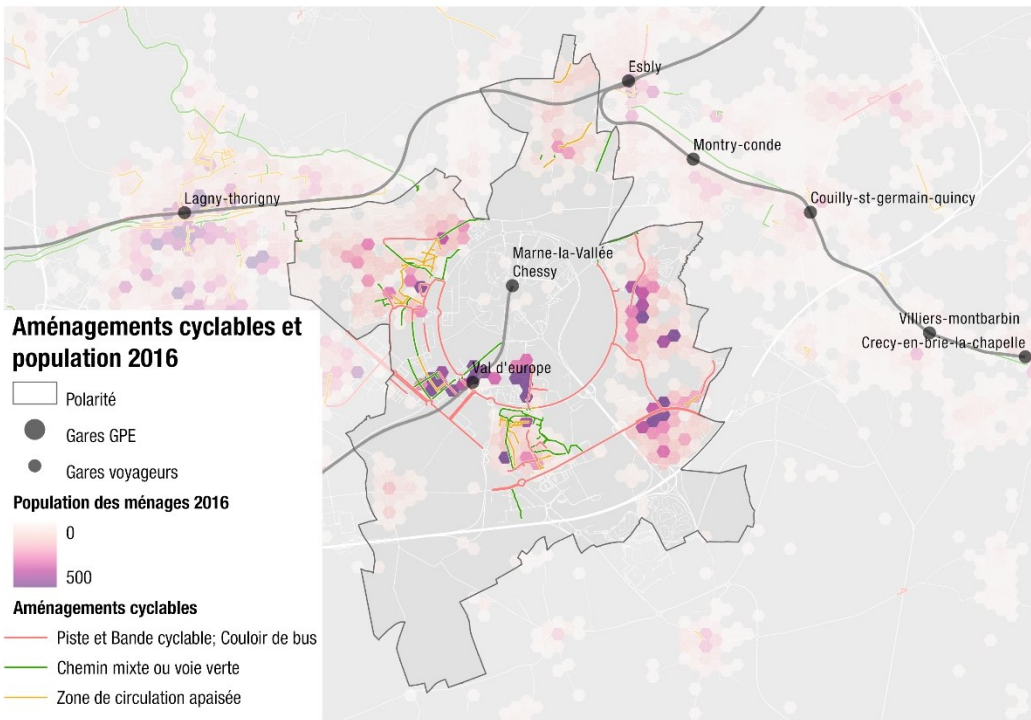 Esbly
Montry-conde
Lagny-thorigny
Couilly-st-germain-quincy
Marne-la-Vallée
Chessy
Villiers-montbarbin
Crecy-en-brie-la-chapelle
Val d'europe
Aménagements cyclables et
population 2016
Polarité
Gares GPE
Gares voyageurs
Population des ménages 2016
0
500
Aménagements cyclables
Piste et Bande cyclable; Couloir de bus
Chemin mixte ou voie verte
Zone de circulation apaisée